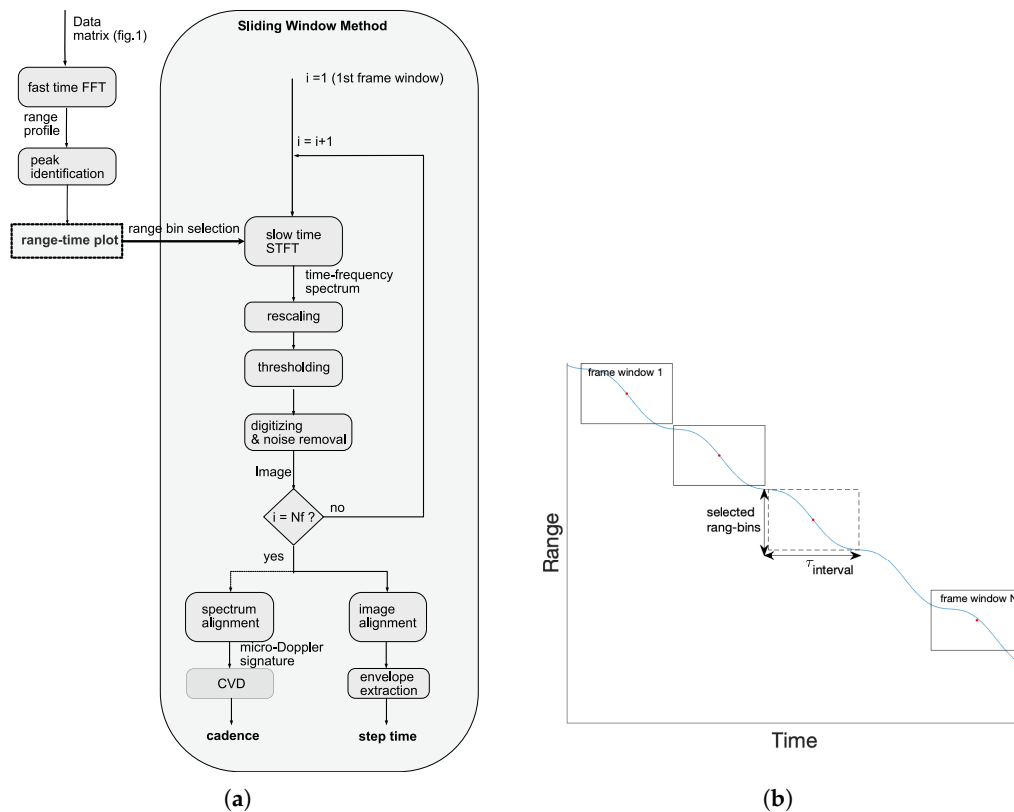 Data
matrix (fig.1)
fast time FFT
range
profile
peak
identification
range-time plot
range bin selection
Sliding Window Method
i =1 (1st frame window)
i = i+1
slow time
STFT
time-frequency
spectrum
rescaling
thresholding
digitizing
& noise removal
Image
i = Nf ?
no
yes
spectrum
alignment
image
alignment
micro-Doppler
signature
CVD
envelope
extraction
cadence
step time
(a)
frame window 1
selected
rang-bins
τinterval
frame window N
Range
Time
(b)